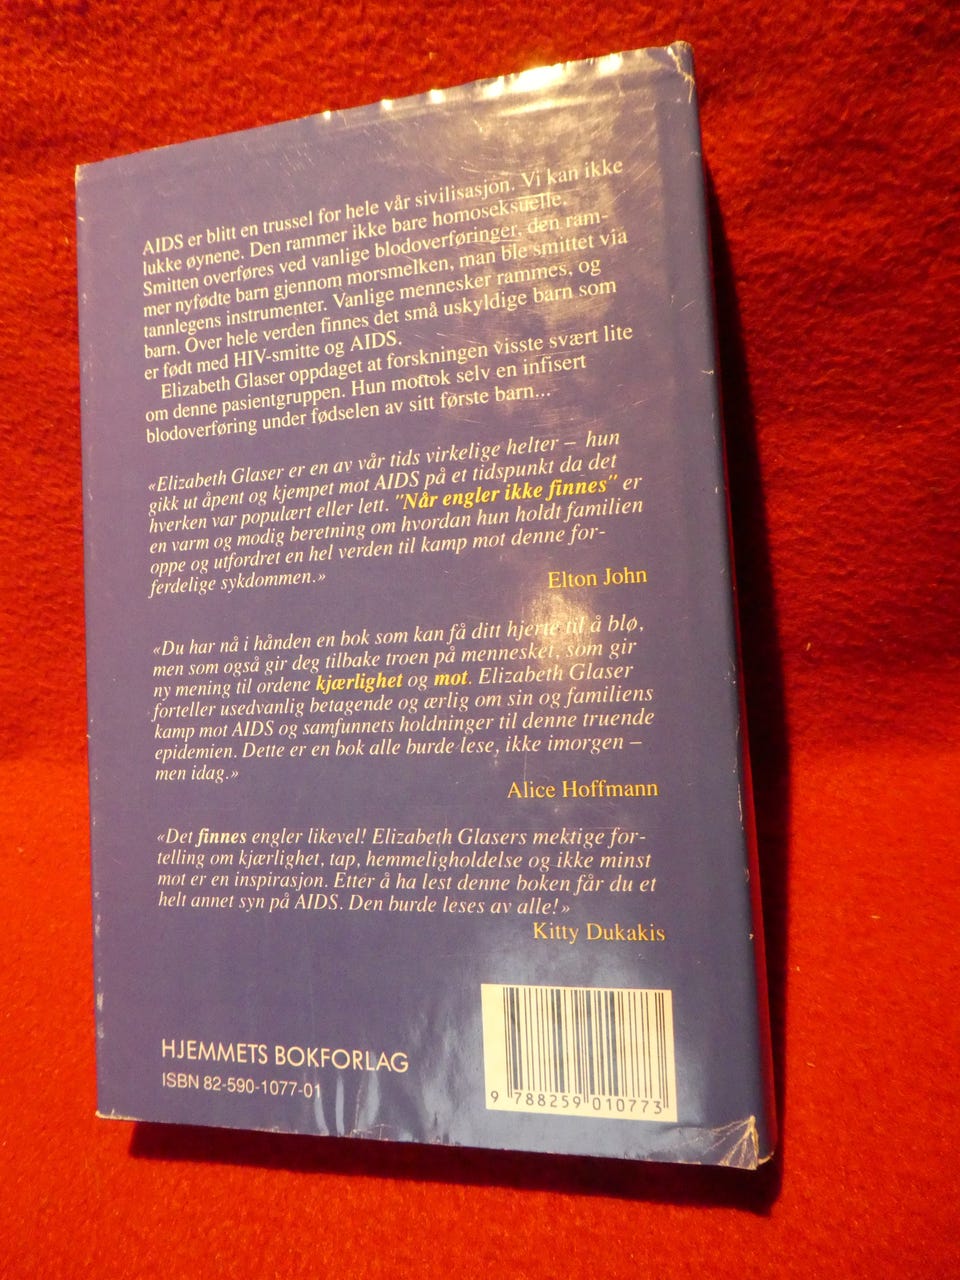 AIDS er blitt en trussel for hele vår sivilisasjon. Vi kan ikke
lukke øynene. Den rammer ikke bare homoseksuelle.
Smitten overføres ved vanlige blodoverføringer, den ram-
mer nyfødte barn gjennom morsmelken, man ble smittet via
tannlegens instrumenter. Vanlige mennesker rammes, og
barn. Over hele verden finnes det små uskyldige barn som
er født med HIV-smitte og AIDS.
Elizabeth Glaser oppdaget at forskningen visste svært lite
om denne pasientgruppen. Hun mottok selv en infisert
blodoverføring under fødselen av sitt første barn...
«Elizabeth Glaser er en av vår tids virkelige helter – hun
gikk ut åpent og kjempet mot AIDS på et tidspunkt da det
hverken var populært eller lett. "Når engler ikke finnes" er
en varm og modig beretning om hvordan hun holdt familien
oppe og utfordret en hel verden til kamp mot denne for-
ferdelige sykdommen.»
Elton John
«Du har nå i hånden en bok som kan få ditt hjerte til å blø,
men som også gir deg tilbake troen på mennesket, som gir
ny mening til ordene kjærlighet og mot. Elizabeth Glaser
forteller usedvanlig betagende og ærlig om sin og familiens
kamp mot AIDS og samfunnets holdninger til denne truende
epidemien. Dette er en bok alle burde lese, ikke imorgen –
men idag.»
Alice Hoffmann
«Det finnes engler likevel! Elizabeth Glasers mektige for-
telling om kjærlighet, tap, hemmeligholdelse og ikke minst
mot er en inspirasjon. Etter å ha lest denne boken får du et
helt annet syn på AIDS. Den burde leses av alle!»
Kitty Dukakis
HJEMMETS BOKFORLAG
ISBN 82-590-1077-01
9 788259 010773